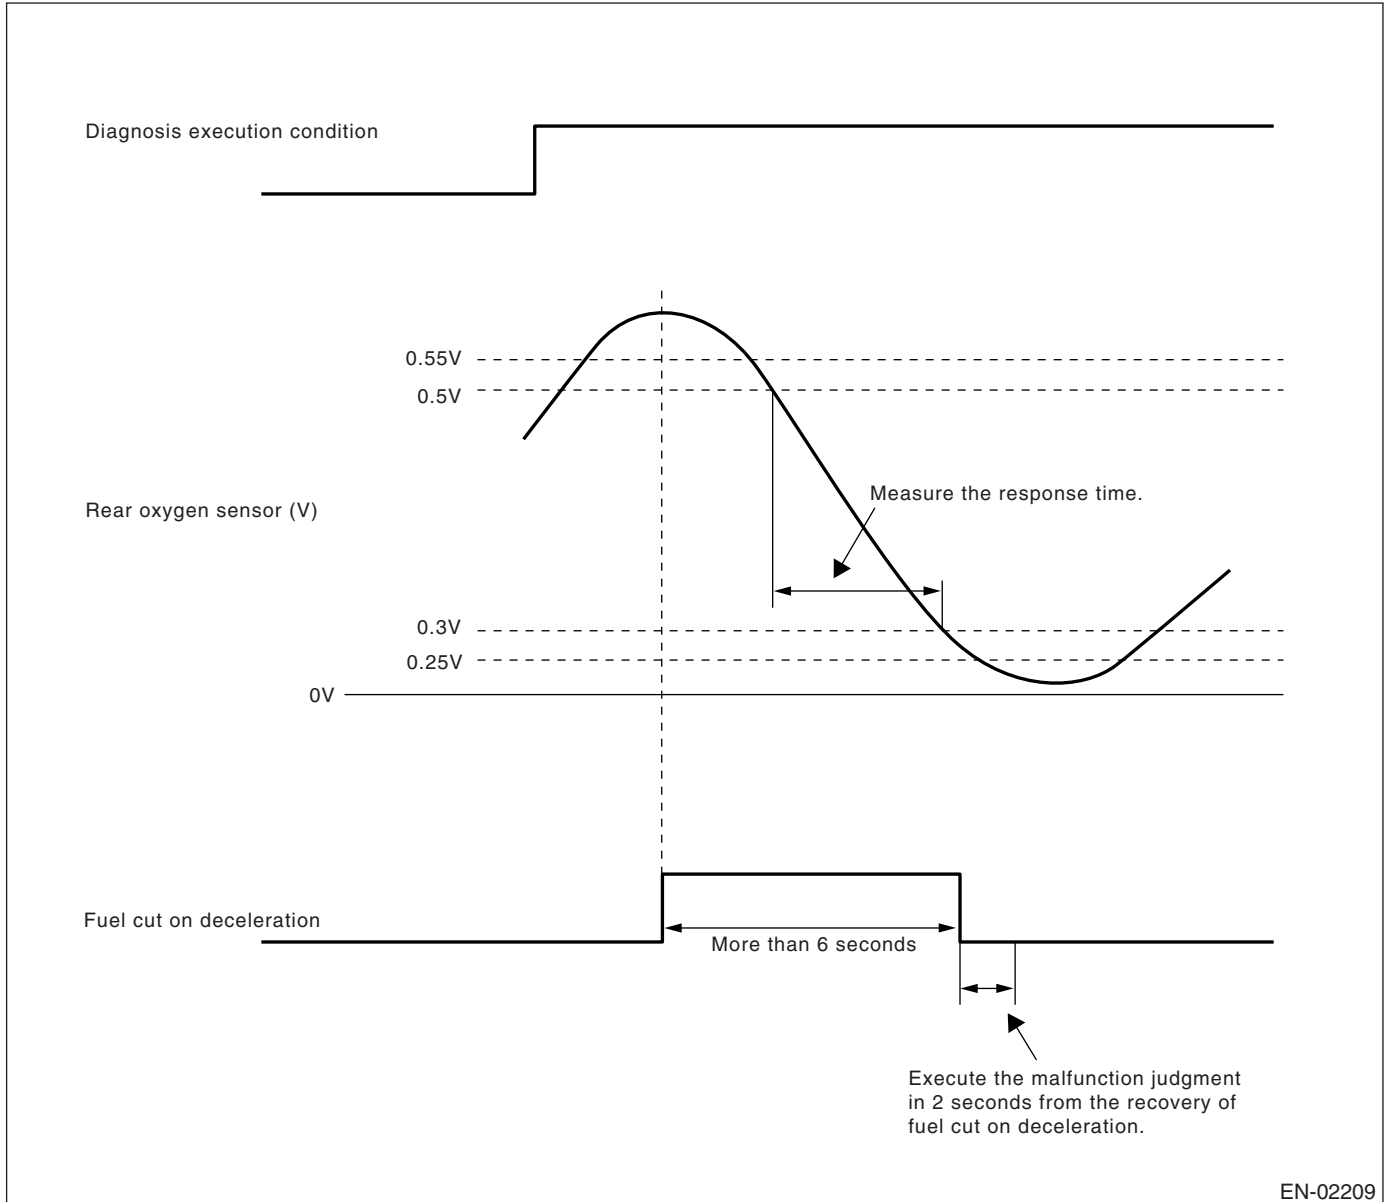 Diagnosis execution condition
0.55V
0.5V
Measure the response time.
Rear oxygen sensor (V)
0.3V
0.25V
0V
Fuel cut on deceleration
More than 6 seconds
Execute the malfunction judgment
in 2 seconds from the recovery of
fuel cut on deceleration.
EN-02209